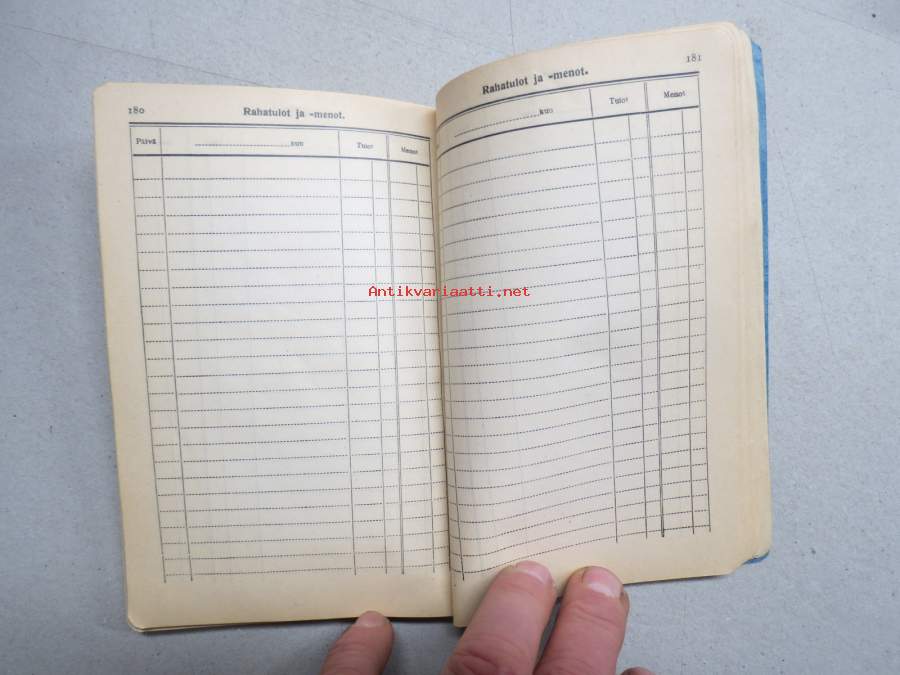 180
Rahatulot ja -menot.
Päivä kuu Tulot Menot
Rahatulot ja -menot.
181
kuu Tulot Menot
Antikvariaatti.net